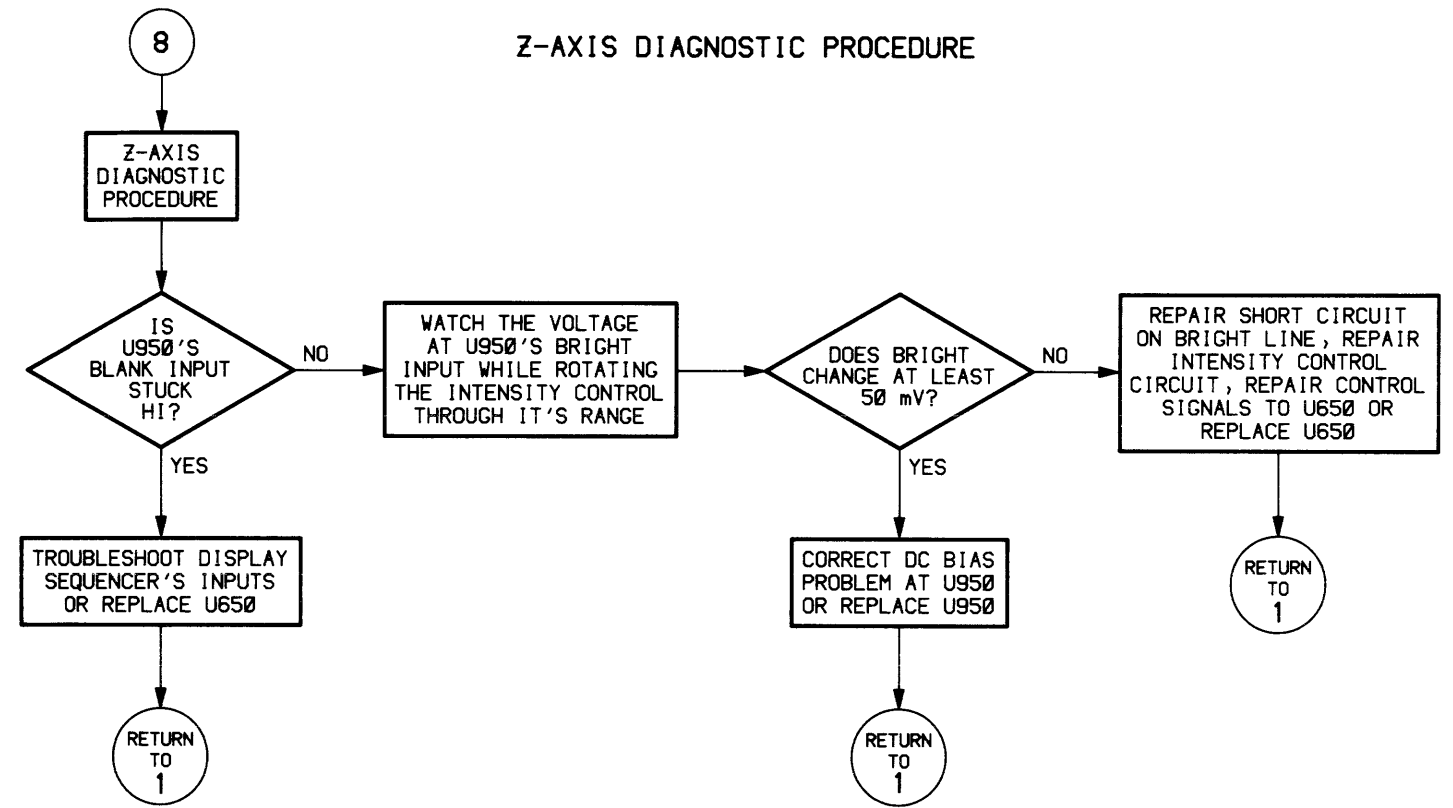 8
Z-AXIS DIAGNOSTIC PROCEDURE
Z-AXIS
DIAGNOSTIC
PROCEDURE
IS
U950'S
BLANK INPUT
STUCK
HI?
NO
YES
WATCH THE VOLTAGE
AT U950'S BRIGHT
INPUT WHILE ROTATING
THE INTENSITY CONTROL
THROUGH IT'S RANGE
DOES BRIGHT
CHANGE AT LEAST
50 mV?
NO
YES
REPAIR SHORT CIRCUIT
ON BRIGHT LINE, REPAIR
INTENSITY CONTROL
CIRCUIT, REPAIR CONTROL
SIGNALS TO U650 OR
REPLACE U650
TROUBLESHOOT DISPLAY
SEQUENCER'S INPUTS
OR REPLACE U650
CORRECT DC BIAS
PROBLEM AT U950
OR REPLACE U950
RETURN
TO
1
RETURN
TO
1
RETURN
TO
1